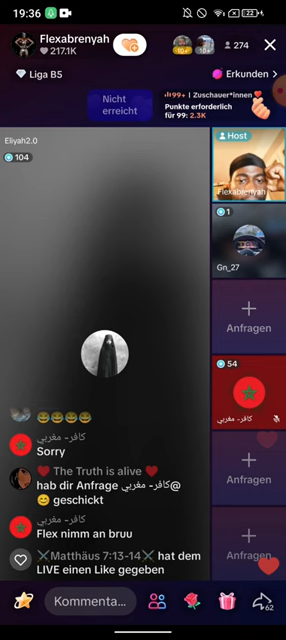 19:36
22
Flexabrenyah
217.1K
274
Liga B5
Erkunden >
Nicht erreicht
99+ | Zuschauer*innen
Punkte erforderlich für 99: 2.3K
Eliyah2.0
104
Host
Flexabrenyah
1
Gn_27
Anfragen
54
كافر- مغربي
Anfragen
Anfragen
😂😂😂😂
كافر- مغربي
Sorry
❤️ The Truth is alive ❤️
hab dir Anfrage كافر- مغربي@
😊 geschickt
كافر- مغربي
Flex nimm an bruu
⚔️Matthäus 7:13-14⚔️ hat dem
LIVE einen Like gegeben
Kommenta...
62